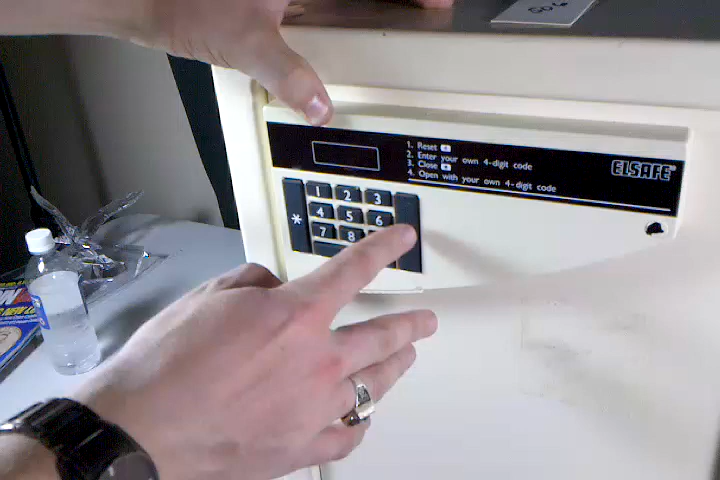 504
1. Reset *
2. Enter your own 4-digit code
3. Close *
4. Open with your own 4-digit code
ELSAFE®
1 2 3
4 5 6
* 7 8